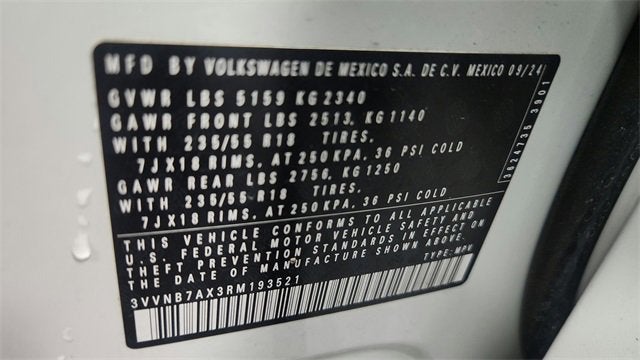 MFD BY VOLKSWAGEN DE MEXICO S.A. DE C.V. MEXICO 09/24
GVWR LBS 5159 KG 2340
GAWR FRONT LBS 2513, KG 1140
WITH 235/55 R18 TIRES.
7JX18 RIMS, AT 250 KPA, 36 PSI COLD
GAWR REAR LBS 2756, KG 1250
WITH 235/55 R18 TIRES.
7JX18 RIMS, AT 250 KPA, 36 PSI COLD
THIS VEHICLE CONFORMS TO ALL APPLICABLE
U.S. FEDERAL MOTOR VEHICLE SAFETY AND
THEFT PREVENTION STANDARDS IN EFFECT ON
THE DATE OF MANUFACTURE SHOWN ABOVE.
3VVNB7AX3RM193521 TYPE: MPV
3624735 3901